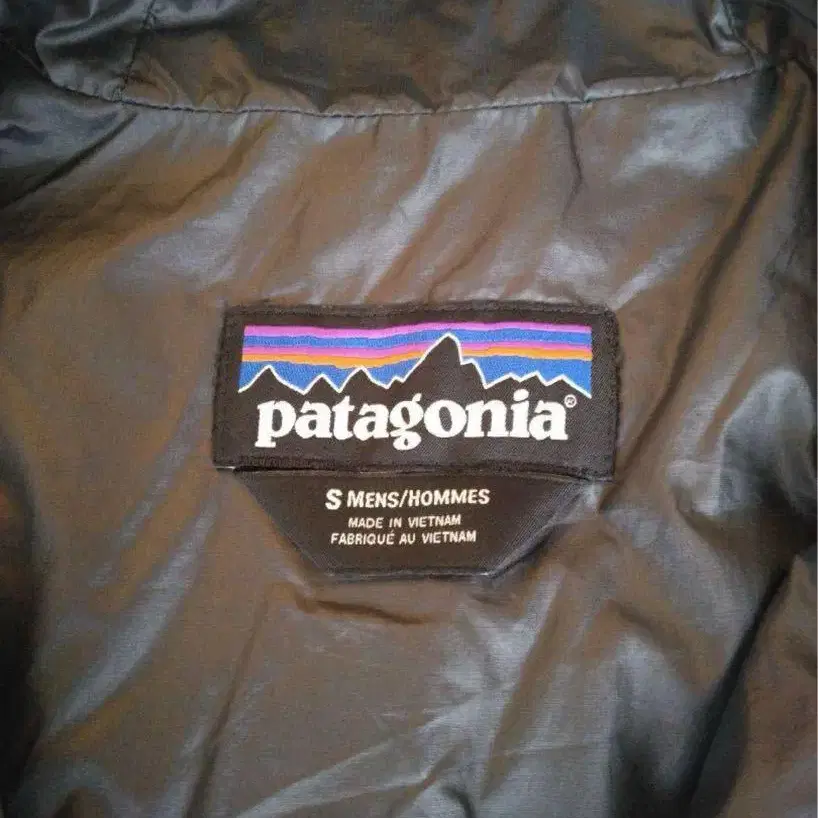 patagonia®
S MENS/HOMMES
MADE IN VIETNAM
FABRIQUÉ AU VIETNAM